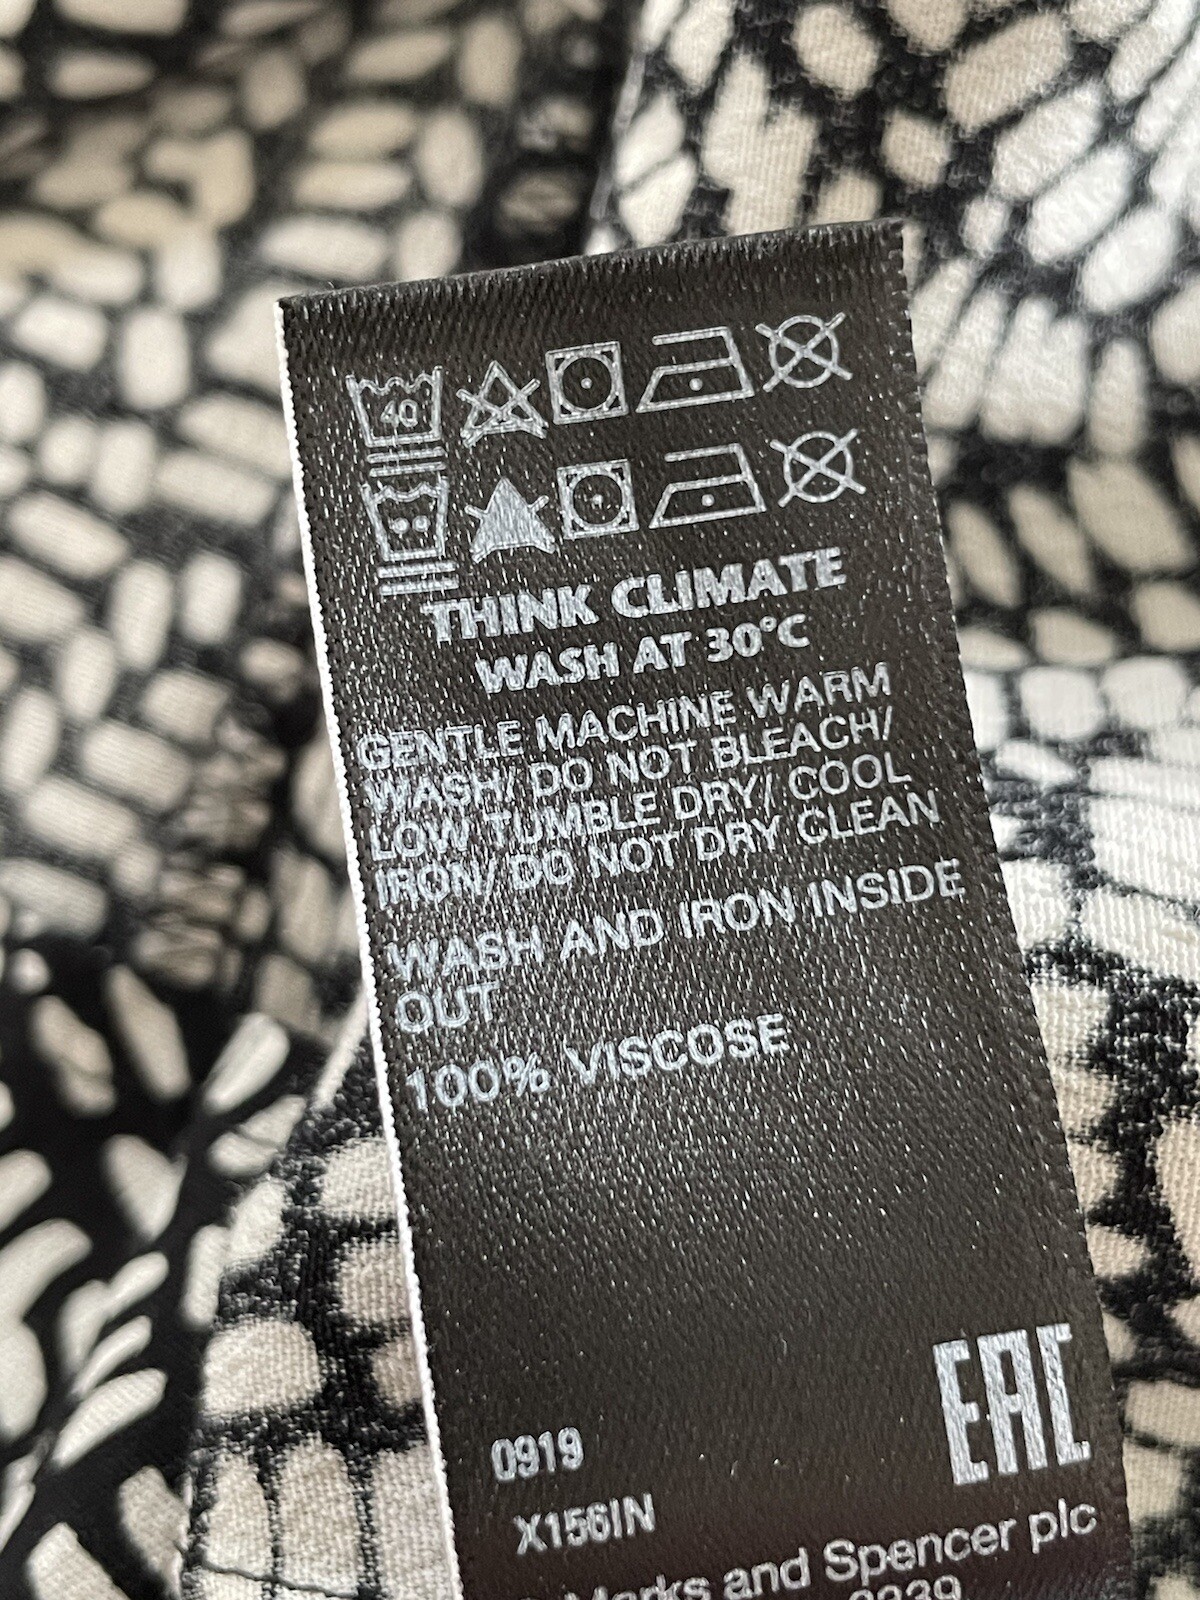 40
THINK CLIMATE
WASH AT 30°C
GENTLE MACHINE WARM
WASH/ DO NOT BLEACH/
LOW TUMBLE DRY/ COOL
IRON/ DO NOT DRY CLEAN
WASH AND IRON INSIDE
OUT
100% VISCOSE
EAC
0919
X156IN
Marks and Spencer plc